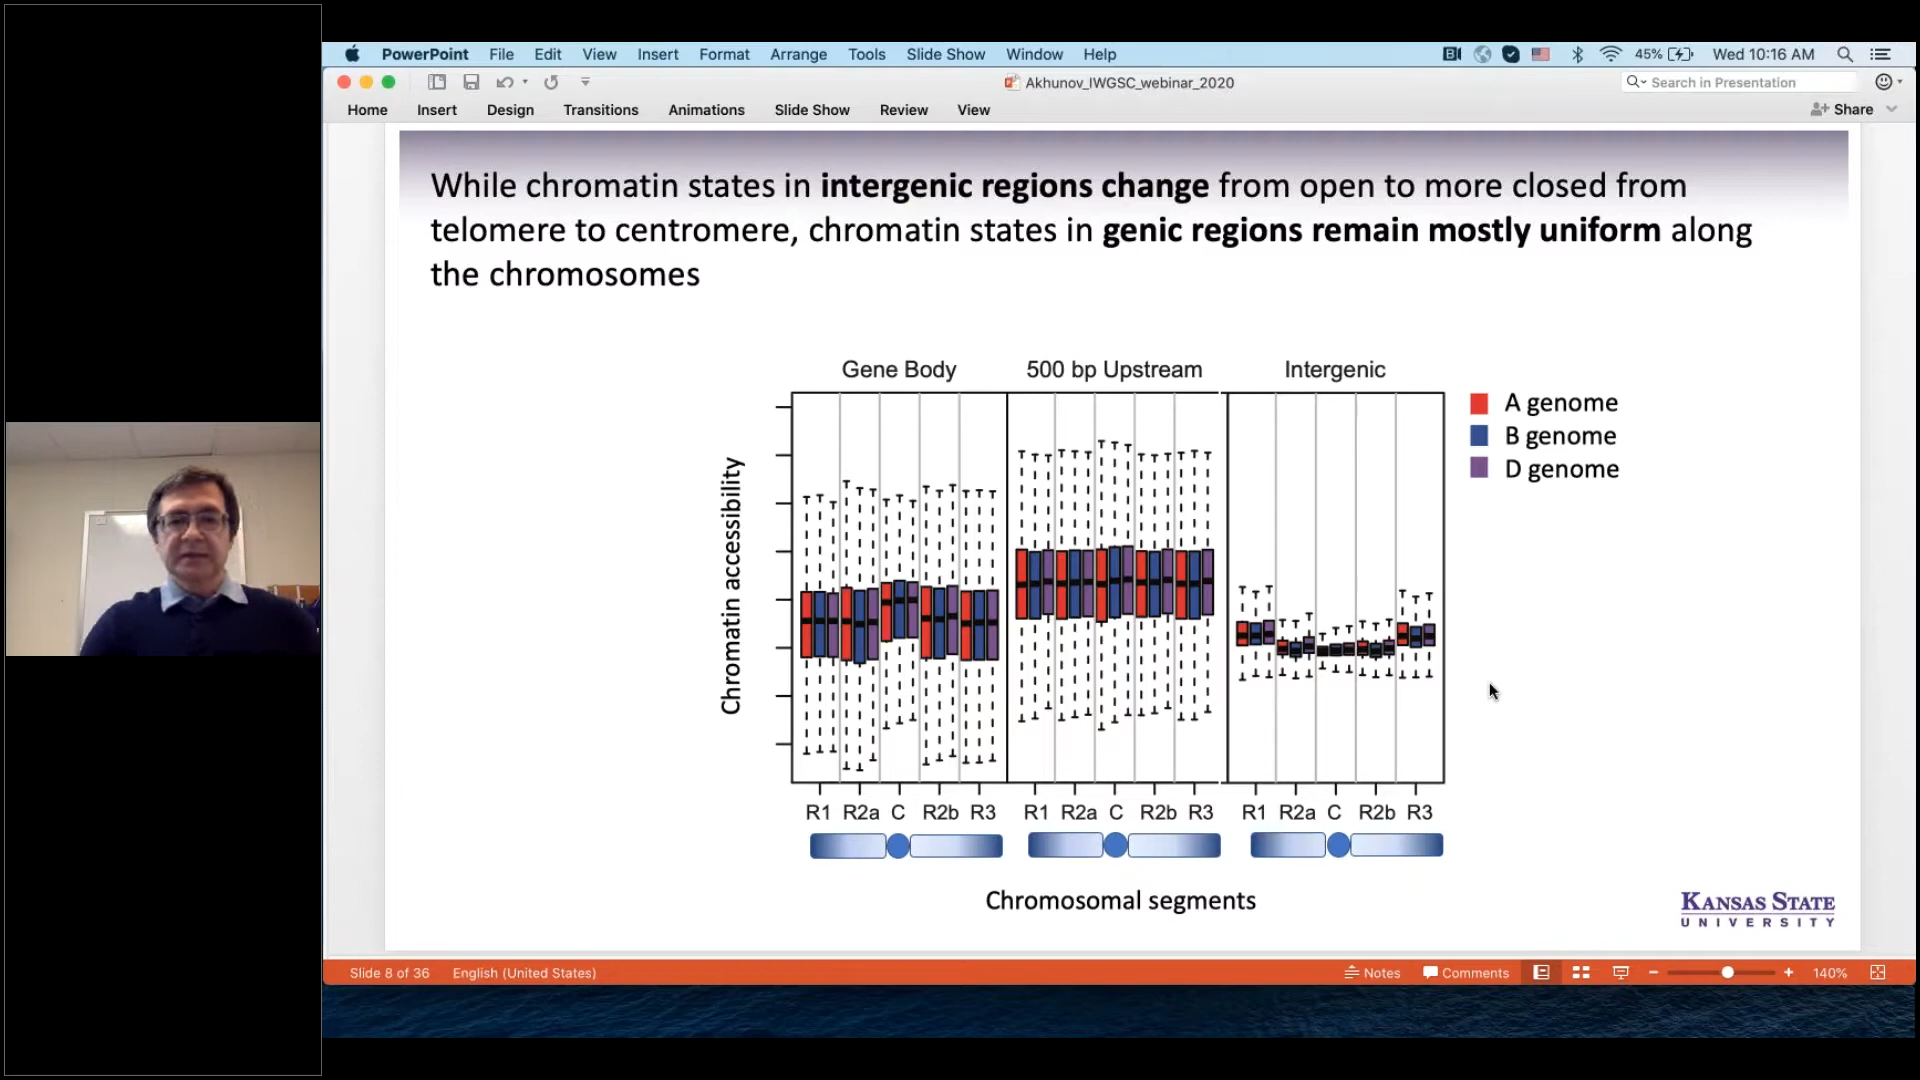 PowerPoint File Edit View Insert Format Arrange Tools Slide Show Window Help 45% Wed 10:16 AM
Akhunov_IWGSC_webinar_2020 Search in Presentation
Home Insert Design Transitions Animations Slide Show Review View Share
While chromatin states in intergenic regions change from open to more closed from
telomere to centromere, chromatin states in genic regions remain mostly uniform along
the chromosomes
Gene Body 500 bp Upstream Intergenic
A genome
B genome
D genome
Chromatin accessibility
R1 R2a C R2b R3 R1 R2a C R2b R3 R1 R2a C R2b R3
Chromosomal segments
KANSAS STATE
UNIVERSITY
Slide 8 of 36 English (United States) Notes Comments 140%